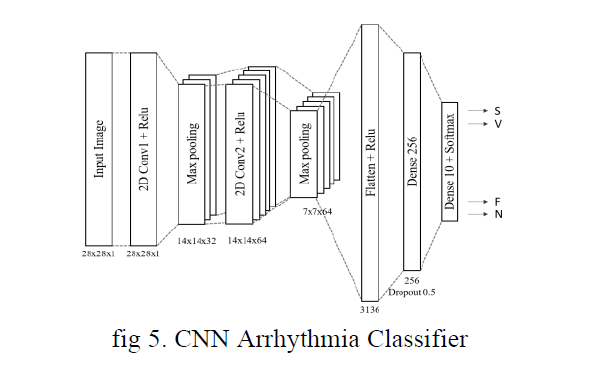 Input Image
2D Conv1 + Relu
Max pooling
2D Conv2 + Relu
Max pooling
Flatten + Relu
Dense 256
Dense 10 + Softmax
S
V
F
N
28x28x1
28x28x1
14x14x32
14x14x64
7x7x64
3136
256
Dropout 0.5
fig 5. CNN Arrhythmia Classifier